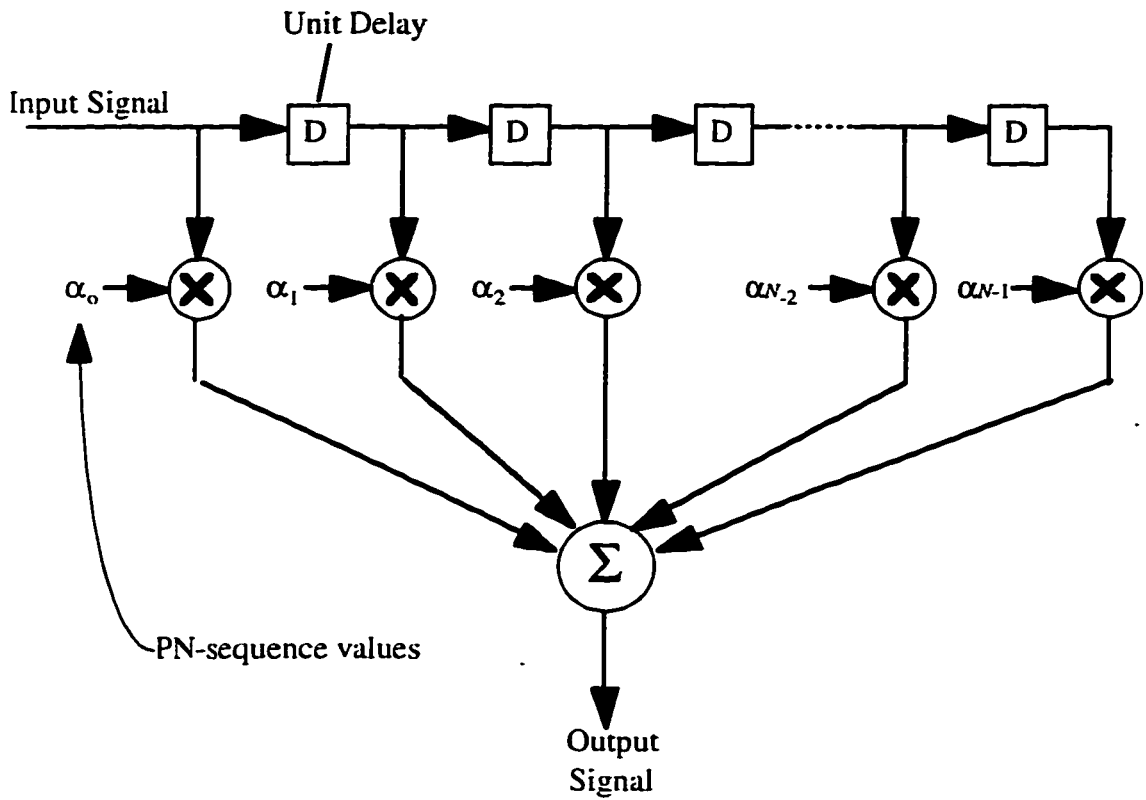 Unit Delay
Input Signal
D D D D
α₀ α₁ α₂ αN-2 αN-1
Σ
PN-sequence values
Output
Signal